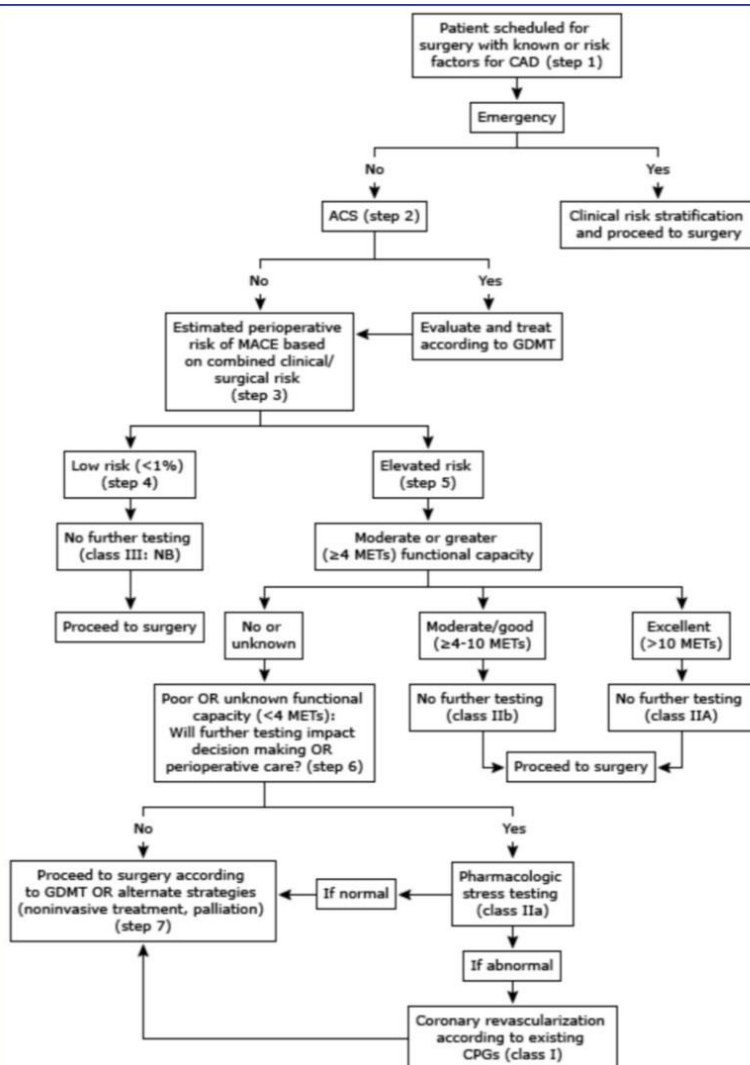 Patient scheduled for
surgery with known or risk
factors for CAD (step 1)
Emergency
No
Yes
ACS (step 2)
Clinical risk stratification
and proceed to surgery
No
Yes
Estimated perioperative
risk of MACE based
on combined clinical/
surgical risk
(step 3)
Evaluate and treat
according to GDMT
Low risk (<1%)
(step 4)
Elevated risk
(step 5)
No further testing
(class III: NB)
Moderate or greater
(≥4 METs) functional capacity
Proceed to surgery
No or
unknown
Moderate/good
(≥4-10 METs)
Excellent
(>10 METs)
Poor OR unknown functional
capacity (<4 METs):
Will further testing impact
decision making OR
perioperative care? (step 6)
No further testing
(class IIb)
No further testing
(class IIA)
Proceed to surgery
No
Yes
Proceed to surgery according
to GDMT OR alternate strategies
(noninvasive treatment, palliation)
(step 7)
If normal
Pharmacologic
stress testing
(class IIa)
If abnormal
Coronary revascularization
according to existing
CPGs (class I)